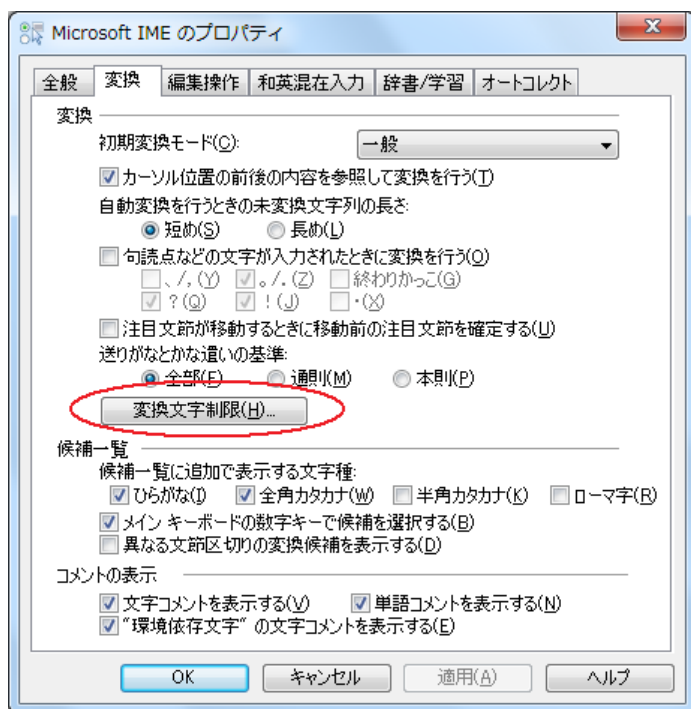 Microsoft IME のプロパティ
全般 変換 編集操作 和英混在入力 辞書/学習 オートコレクト
変換
初期変換モード(C): 一般
カーソル位置の前後の内容を参照して変換を行う(T)
自動変換を行うときの未変換文字列の長さ:
短め(S) 長め(L)
句読点などの文字が入力されたときに変換を行う(O)
、/,(Y) 。/.(Z) 終わりかっこ(G)
?(Q) !(J) ・(X)
注目文節が移動するときに移動前の注目文節を確定する(U)
送りがなとかな遣いの基準:
全部(F) 通則(M) 本則(P)
変換文字制限(H)...
候補一覧
候補一覧に追加で表示する文字種:
ひらがな(I) 全角カタカナ(W) 半角カタカナ(K) ローマ字(R)
メイン キーボードの数字キーで候補を選択する(B)
異なる文節区切りの変換候補を表示する(D)
コメントの表示
文字コメントを表示する(V) 単語コメントを表示する(N)
"環境依存文字" の文字コメントを表示する(E)
OK キャンセル 適用(A) ヘルプ